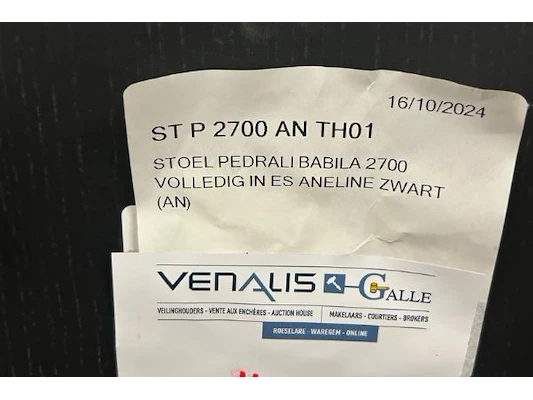 16/10/2024
ST P 2700 AN TH01
STOEL PEDRALI BABILA 2700
VOLLEDIG IN ES ANELINE ZWART
(AN)
VENALIS GALLE
VEILINGHOUDERS - VENTE AUX ENCHÈRES - AUCTION HOUSE MAKELAARS - COURTIERS - BROKERS
ROESELARE - WAREGEM - ONLINE